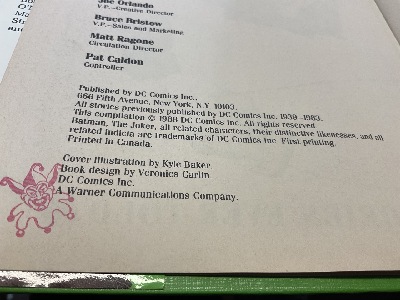 Joe Orlando
V.P.-Creative Director
Bruce Bristow
V.P.-Sales and Marketing
Matt Ragone
Circulation Director
Pat Caldon
Controller
Published by DC Comics Inc.,
666 Fifth Avenue, New York, N.Y. 10103.
All stories previously published by DC Comics Inc. 1939-1983.
This compilation © 1988 DC Comics Inc. All rights reserved.
Batman, The Joker, all related characters, their distinctive likenesses, and all
related indicia are trademarks of DC Comics Inc. First printing.
Printed in Canada.
Cover illustration by Kyle Baker
Book design by Veronica Carlin
DC Comics Inc.
A Warner Communications Company.